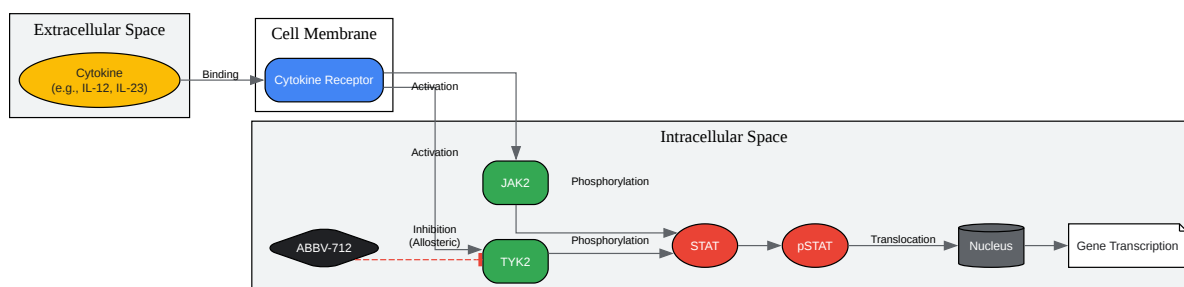 Extracellular Space
Cytokine
(e.g., IL-12, IL-23)
Binding
Cell Membrane
Cytokine Receptor
Activation
Intracellular Space
Activation
JAK2
Phosphorylation
ABBV-712
Inhibition
(Allosteric)
TYK2
Phosphorylation
STAT
pSTAT
Translocation
Nucleus
Gene Transcription